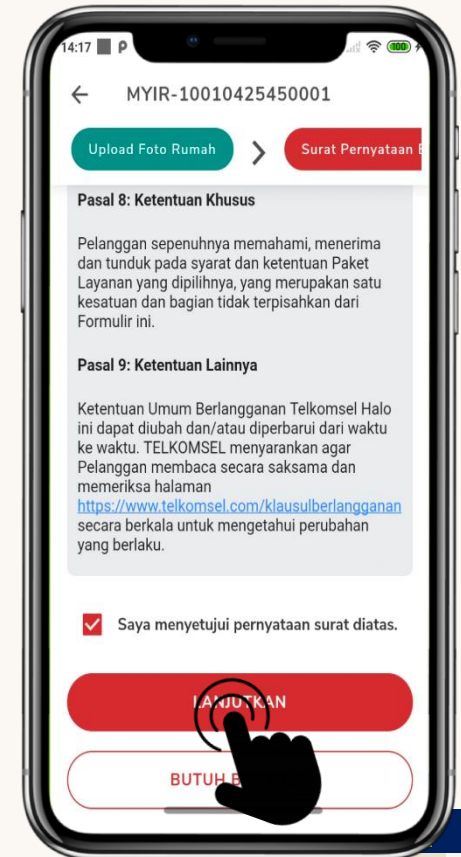 14:17 P 100
← MYIR-10010425450001
Upload Foto Rumah > Surat Pernyataan
Pasal 8: Ketentuan Khusus
Pelanggan sepenuhnya memahami, menerima
dan tunduk pada syarat dan ketentuan Paket
Layanan yang dipilihnya, yang merupakan satu
kesatuan dan bagian tidak terpisahkan dari
Formulir ini.
Pasal 9: Ketentuan Lainnya
Ketentuan Umum Berlangganan Telkomsel Halo
ini dapat diubah dan/atau diperbarui dari waktu
ke waktu. TELKOMSEL menyarankan agar
Pelanggan membaca secara saksama dan
memeriksa halaman
https://www.telkomsel.com/klausulberlangganan
secara berkala untuk mengetahui perubahan
yang berlaku.
Saya menyetujui pernyataan surat diatas.
LANJUTKAN
BUTUH